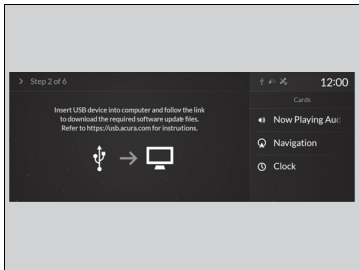 Step 2 of 6
12:00
Insert USB device into computer and follow the link
to download the required software update files.
Refer to https://usb.acura.com for instructions.
Cards
Now Playing Aud
Navigation
Clock